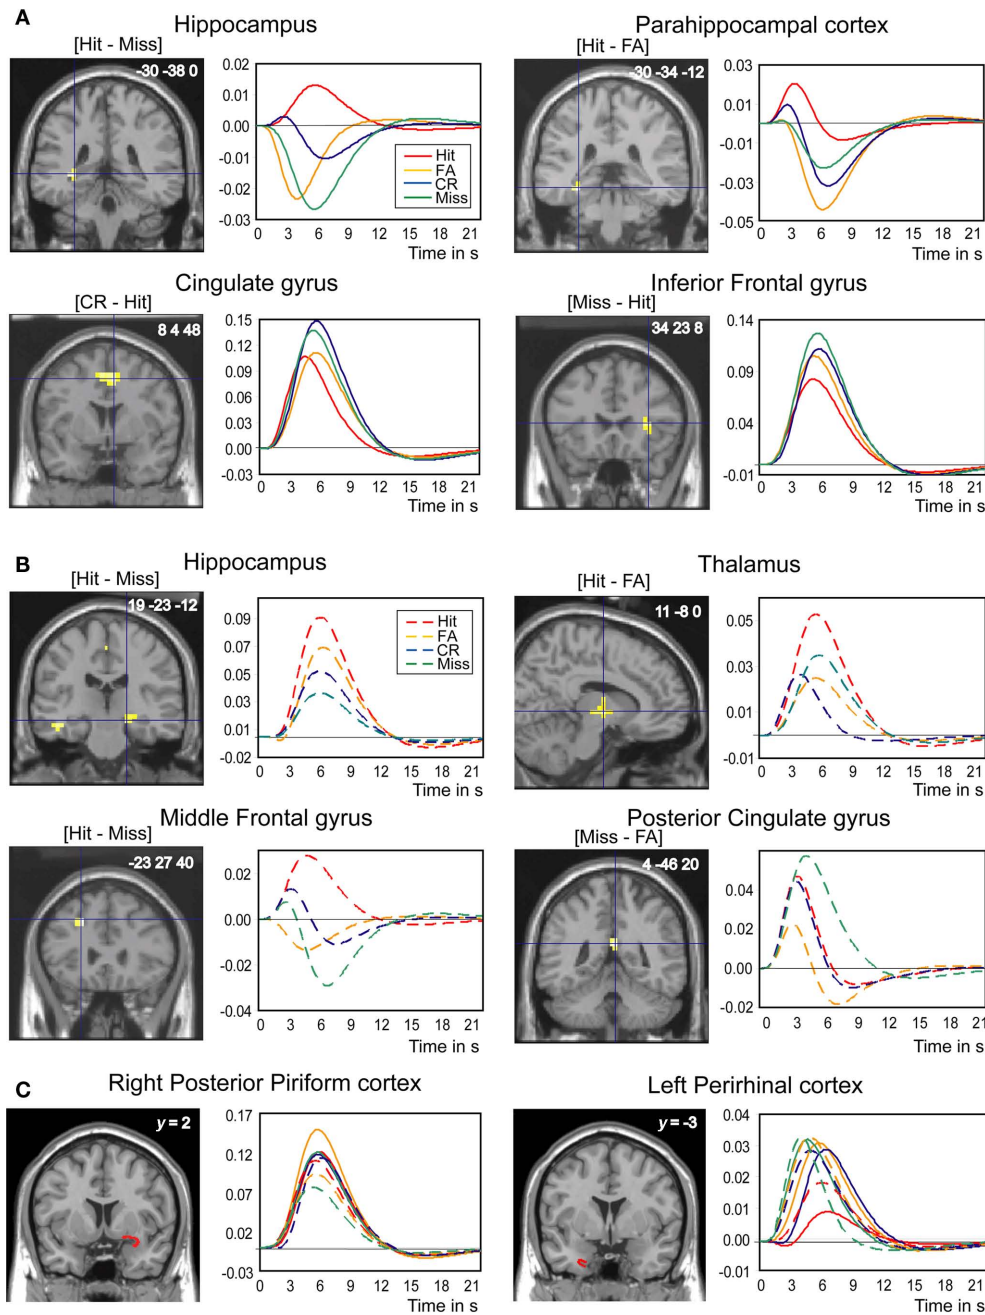 A
Hippocampus
[Hit - Miss]
-30 -38 0
0.02
0.01
0.00
-0.01
-0.02
-0.03
Hit
FA
CR
Miss
0 3 6 9 12 15 18 21
Time in s
Parahippocampal cortex
[Hit - FA]
-30 -34 -12
0.03
0.01
0.00
-0.01
-0.03
-0.05
0 3 6 9 12 15 18 21
Time in s
Cingulate gyrus
[CR - Hit]
8 4 48
0.15
0.12
0.09
0.06
0.03
0.00
-0.03
0 3 6 9 12 15 18 21
Time in s
Inferior Frontal gyrus
[Miss - Hit]
34 23 8
0.14
0.09
0.04
-0.01
0 3 6 9 12 15 18 21
Time in s
B
Hippocampus
[Hit - Miss]
19 -23 -12
0.09
0.07
0.05
0.03
0.01
0.01
-0.02
Hit
FA
CR
Miss
0 3 6 9 12 15 18 21
Time in s
Thalamus
[Hit - FA]
11 -8 0
0.05
0.03
0.01
0.00
-0.01
0 3 6 9 12 15 18 21
Time in s
Middle Frontal gyrus
[Hit - Miss]
-23 27 40
0.02
0.00
-0.02
-0.04
0 3 6 9 12 15 18 21
Time in s
Posterior Cingulate gyrus
[Miss - FA]
4 -46 20
0.04
0.02
0.00
-0.02
0 3 6 9 12 15 18 21
Time in s
C
Right Posterior Piriform cortex
y = 2
0.17
0.12
0.07
0.02
-0.03
0 3 6 9 12 15 18 21
Time in s
Left Perirhinal cortex
y = -3
0.04
0.03
0.02
0.01
0.00
-0.01
0 3 6 9 12 15 18 21
Time in s